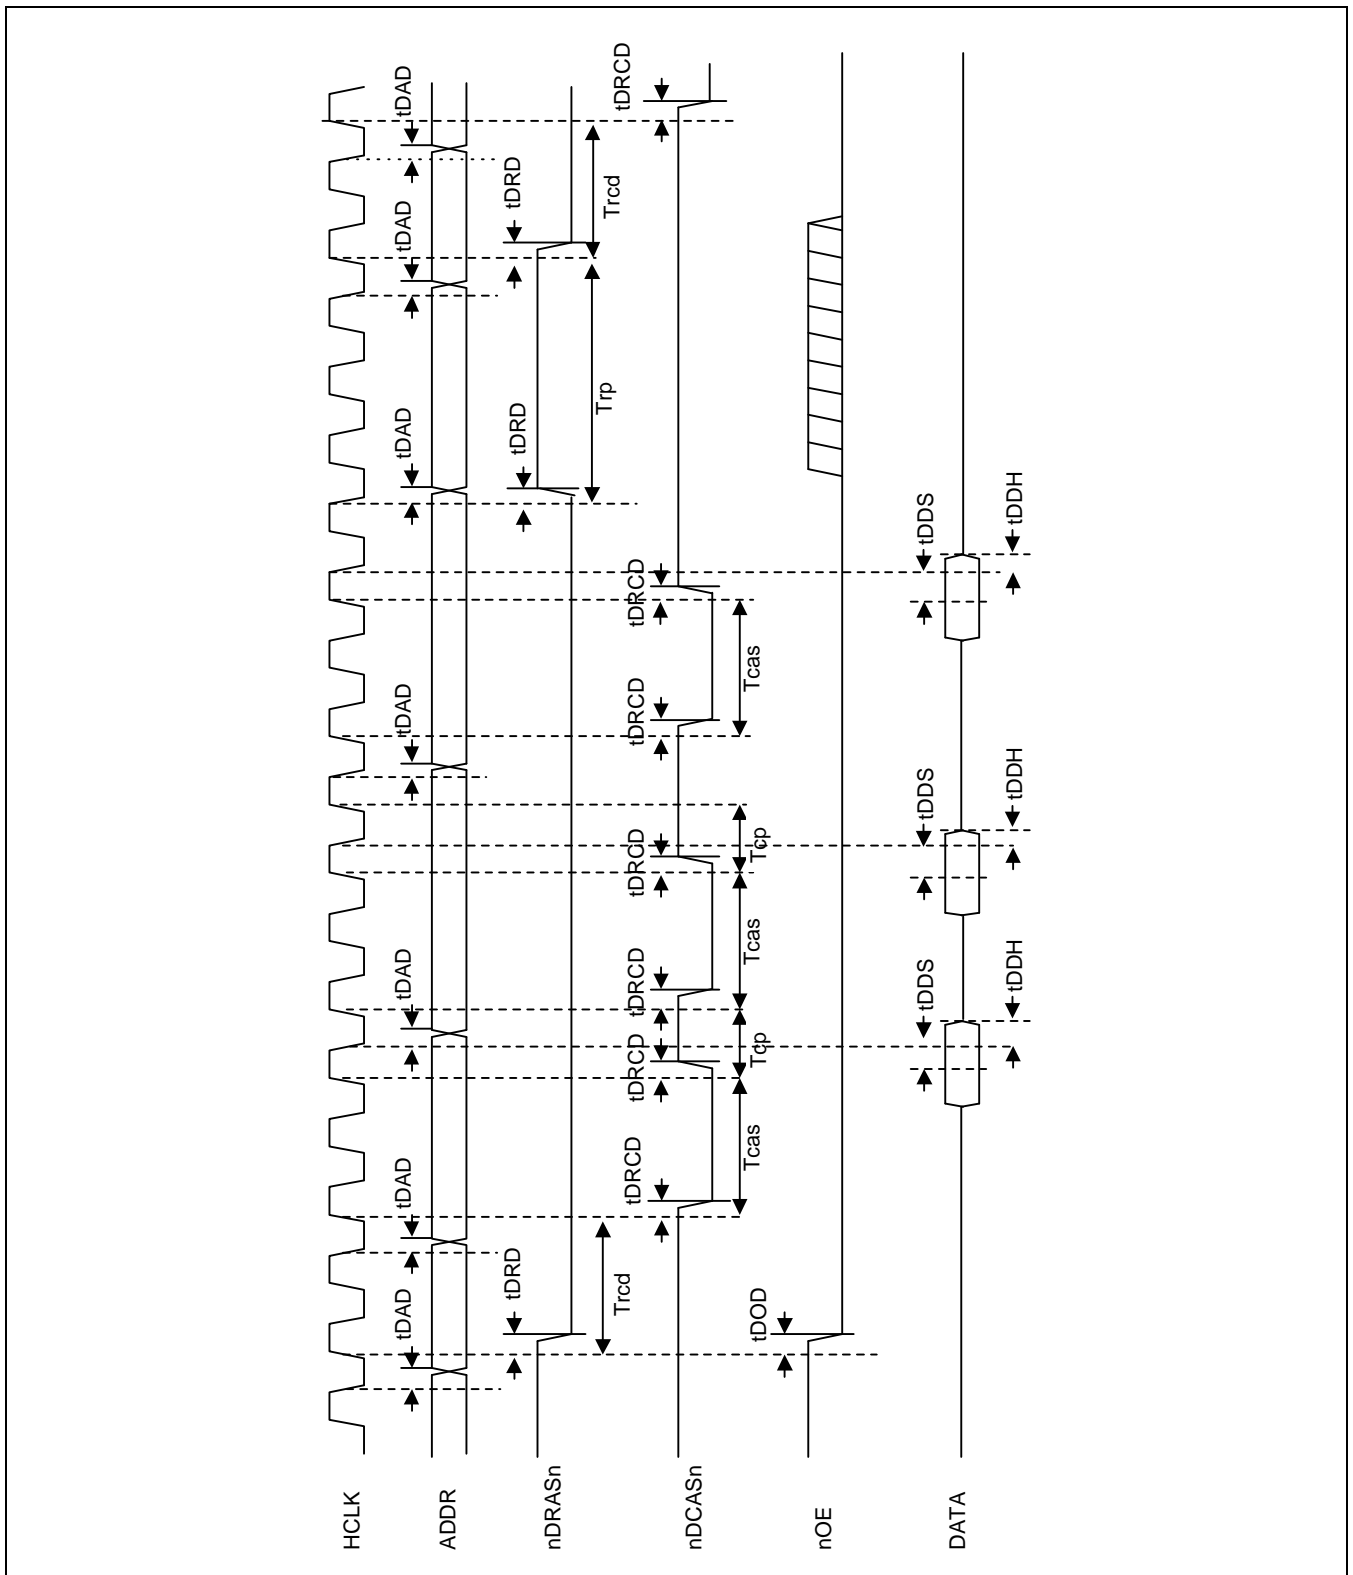 HCLK
tDAD tDAD tDAD tDAD tDAD tDAD tDAD
ADDR
tDRD tDRD tDRD
nDRASn
Trcd Trp Trcd
tDRCD tDRCD tDRCD tDRCD tDRCD tDRCD tDRCD
nDCASn
Tcas Tcp Tcas Tcp Tcas
tDOD
nOE
tDDS tDDS tDDS
DATA
tDDH tDDH tDDH